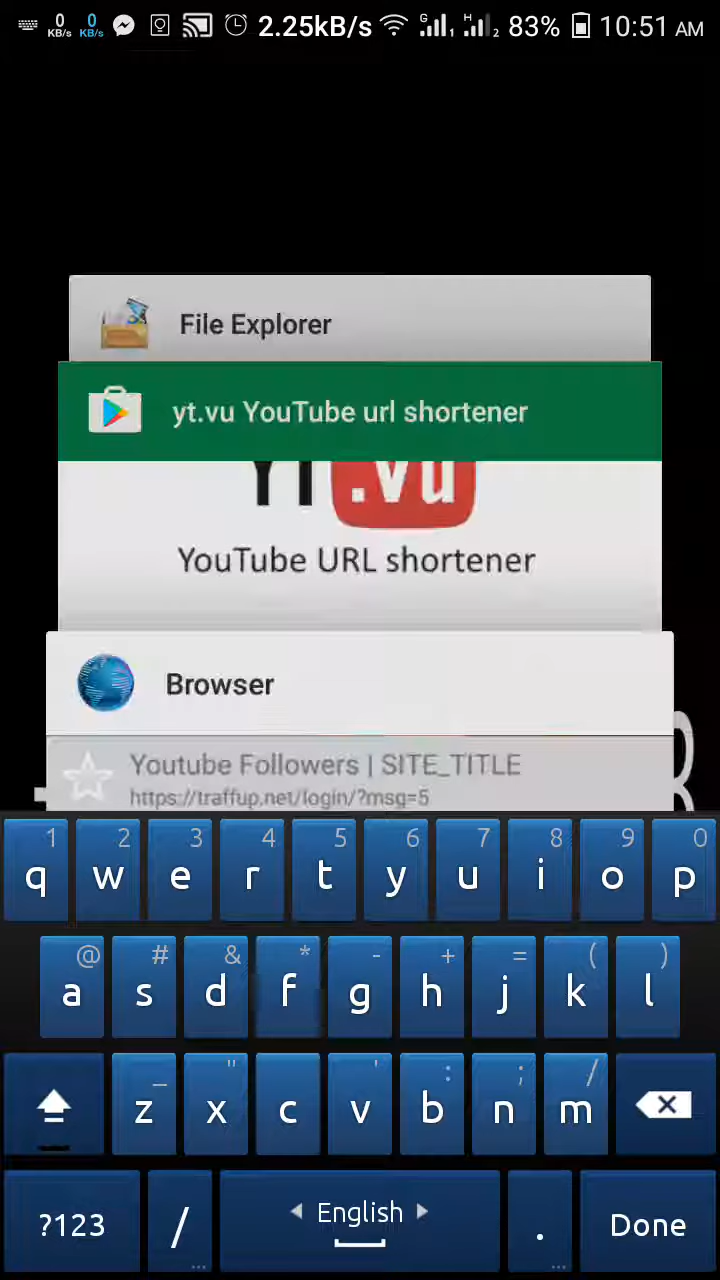 0 KB/s 0 KB/s 2.25kB/s G 1 H 2 83% 10:51 AM
File Explorer
yt.vu YouTube url shortener
YT.vu
YouTube URL shortener
Browser
Youtube Followers | SITE_TITLE
https://traffup.net/login/?msg=5
1 2 3 4 5 6 7 8 9 0
q w e r t y u i o p
@ # & * - + = ( )
a s d f g h j k l
_ " ' : ; /
z x c v b n m
?123 / English . Done